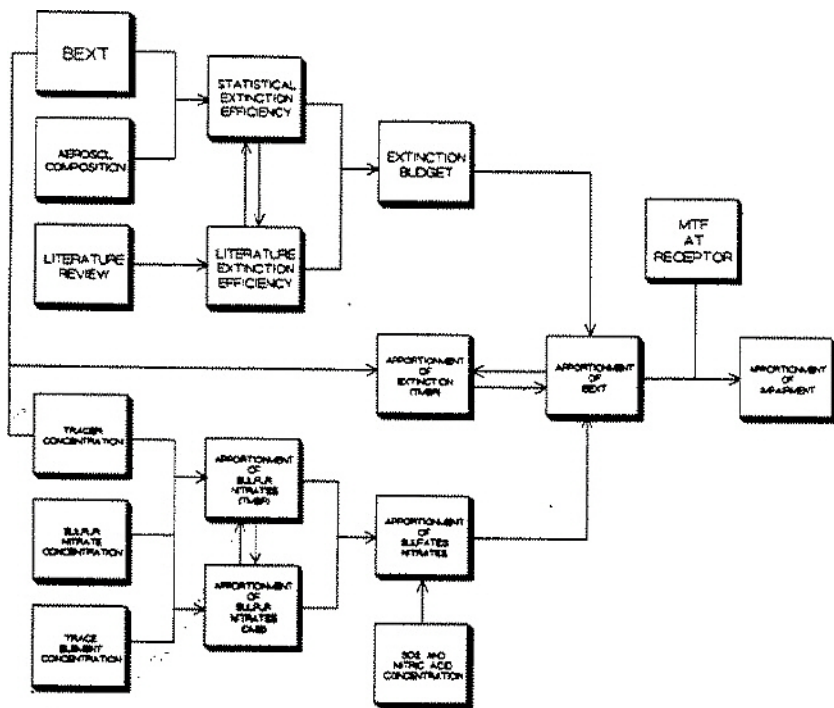 BEXT
STATISTICAL
EXTINCTION
EFFICIENCY
AEROSOL
COMPOSITION
EXTINCTION
BUDGET
LITERATURE
REVIEW
LITERATURE
EXTINCTION
EFFICIENCY
MTF
AT
RECEPTOR
APPORTIONMENT
OF
EXTINCTION
(TMBR)
APPORTIONMENT
OF
BEXT
APPORTIONMENT
OF
IMPAIRMENT
TRACER
CONCENTRATION
APPORTIONMENT
OF
SULFUR
NITRATES
(TMBR)
SULFUR
NITRATE
CONCENTRATION
APPORTIONMENT
OF
SULFATES
NITRATES
APPORTIONMENT
OF
SULFUR
NITRATES
TRACE
ELEMENT
CONCENTRATION
SO2 AND
NITRIC ACID
CONCENTRATION